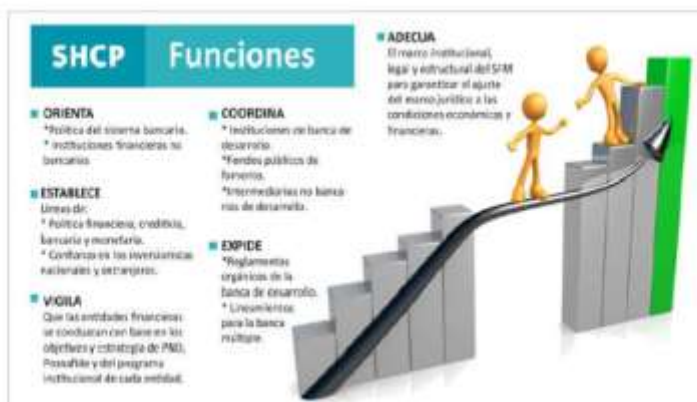 SHCP Funciones
ORIENTA
*Política del sistema bancario.
* Instituciones financieras no
bancarias
ESTABLECE
Líneas de:
* Política financiera, crediticia,
bancaria y monetaria.
* Confianza en los inversionistas
nacionales y extranjeros.
VIGILA
Que las entidades financieras
se conduzcan con base en los
objetivos y estrategia de PND,
y del programa
institucional de cada entidad.
COORDINA
* Instituciones de banca de
desarrollo.
*Fondos públicos de
fomento.
*Intermediarios no banca
rios de desarrollo.
EXPIDE
*Reglamentos
orgánicos de la
banca de desarrollo.
* Lineamientos
para la banca
múltiple.
ADECUA
El marco institucional,
legal y estructural del SFM
para garantizar el ajuste
del marco jurídico a las
condiciones económicas y
financieras.